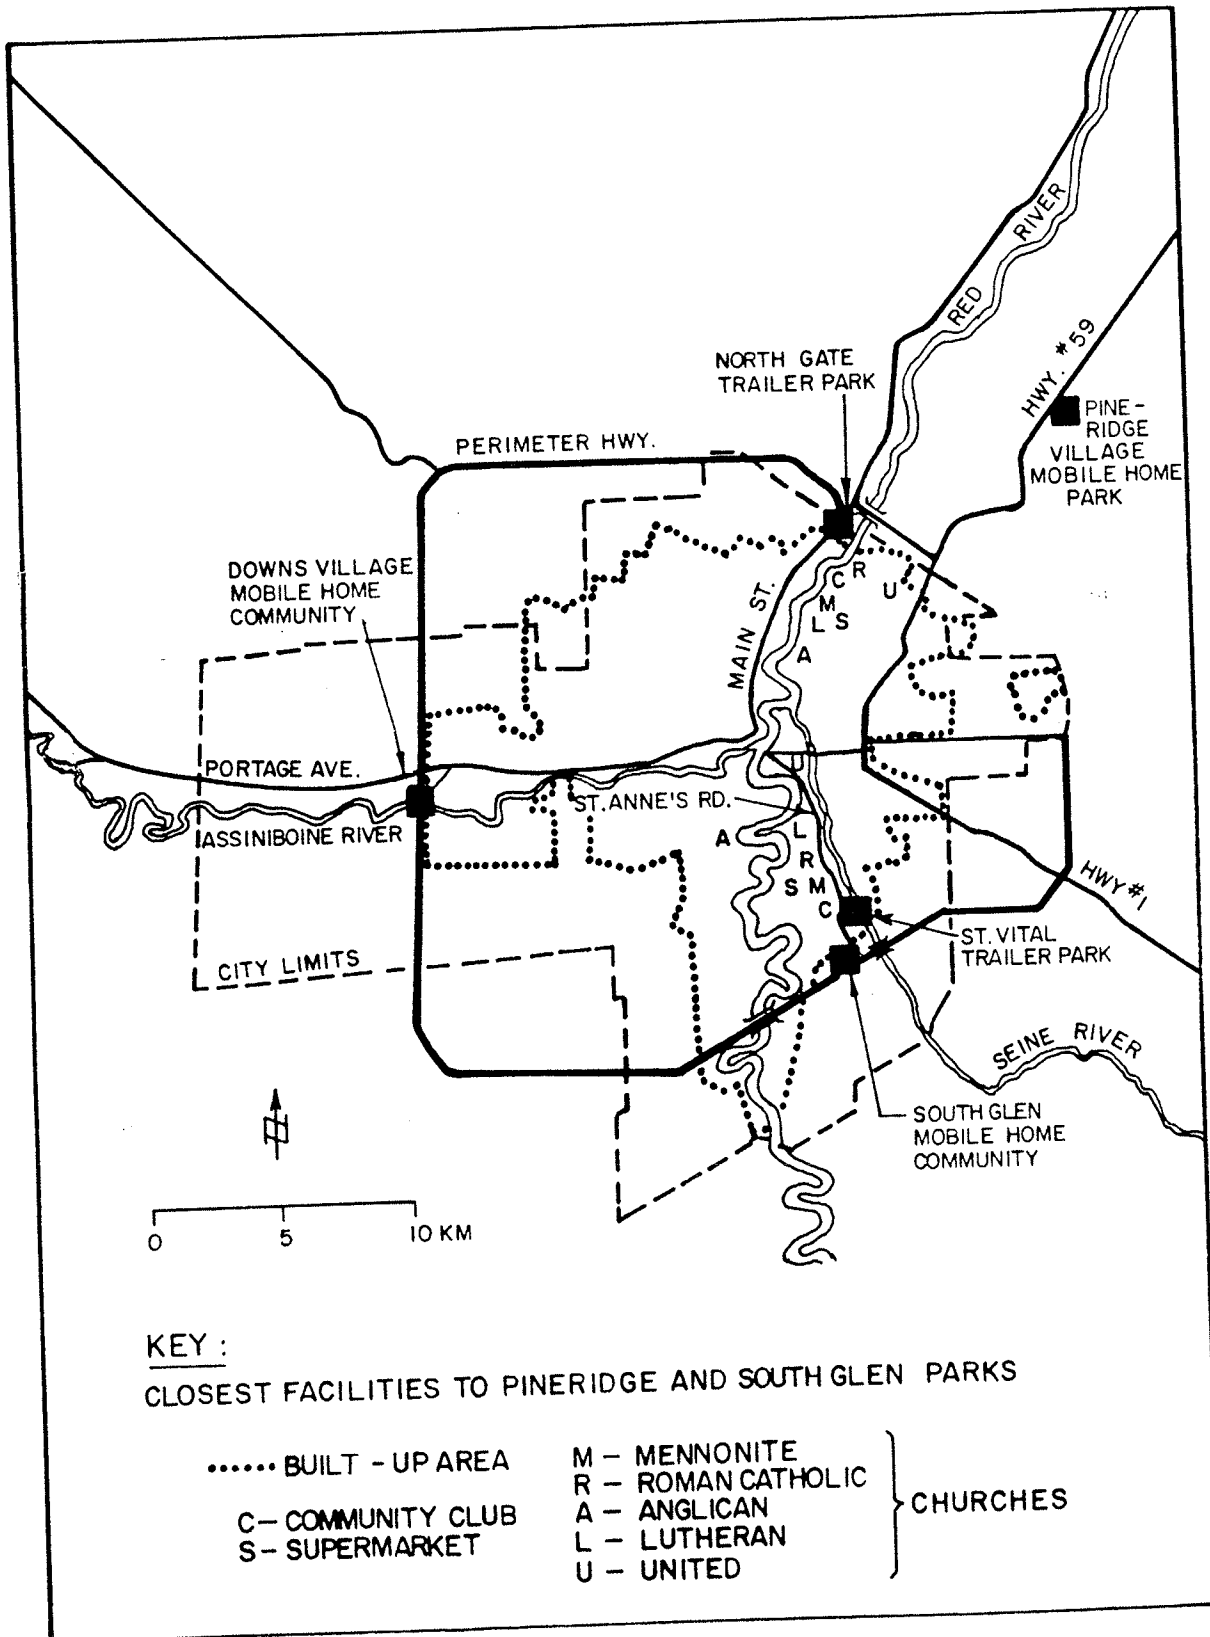 RED RIVER
HWY. #59
NORTH GATE
TRAILER PARK
PINE-
RIDGE
VILLAGE
MOBILE HOME
PARK
PERIMETER HWY.
DOWNS VILLAGE
MOBILE HOME
COMMUNITY
MAIN ST.
R
C
U
M
S
L
A
PORTAGE AVE.
ASSINIBOINE RIVER
ST. ANNE'S RD.
U
A
L
R
S
M
C
HWY #1
ST. VITAL
TRAILER PARK
CITY LIMITS
SEINE RIVER
SOUTH GLEN
MOBILE HOME
COMMUNITY
N
0 5 10 KM
KEY :
CLOSEST FACILITIES TO PINERIDGE AND SOUTH GLEN PARKS
BUILT - UP AREA
C - COMMUNITY CLUB
S - SUPERMARKET
M - MENNONITE
R - ROMAN CATHOLIC
A - ANGLICAN
L - LUTHERAN
U - UNITED
CHURCHES